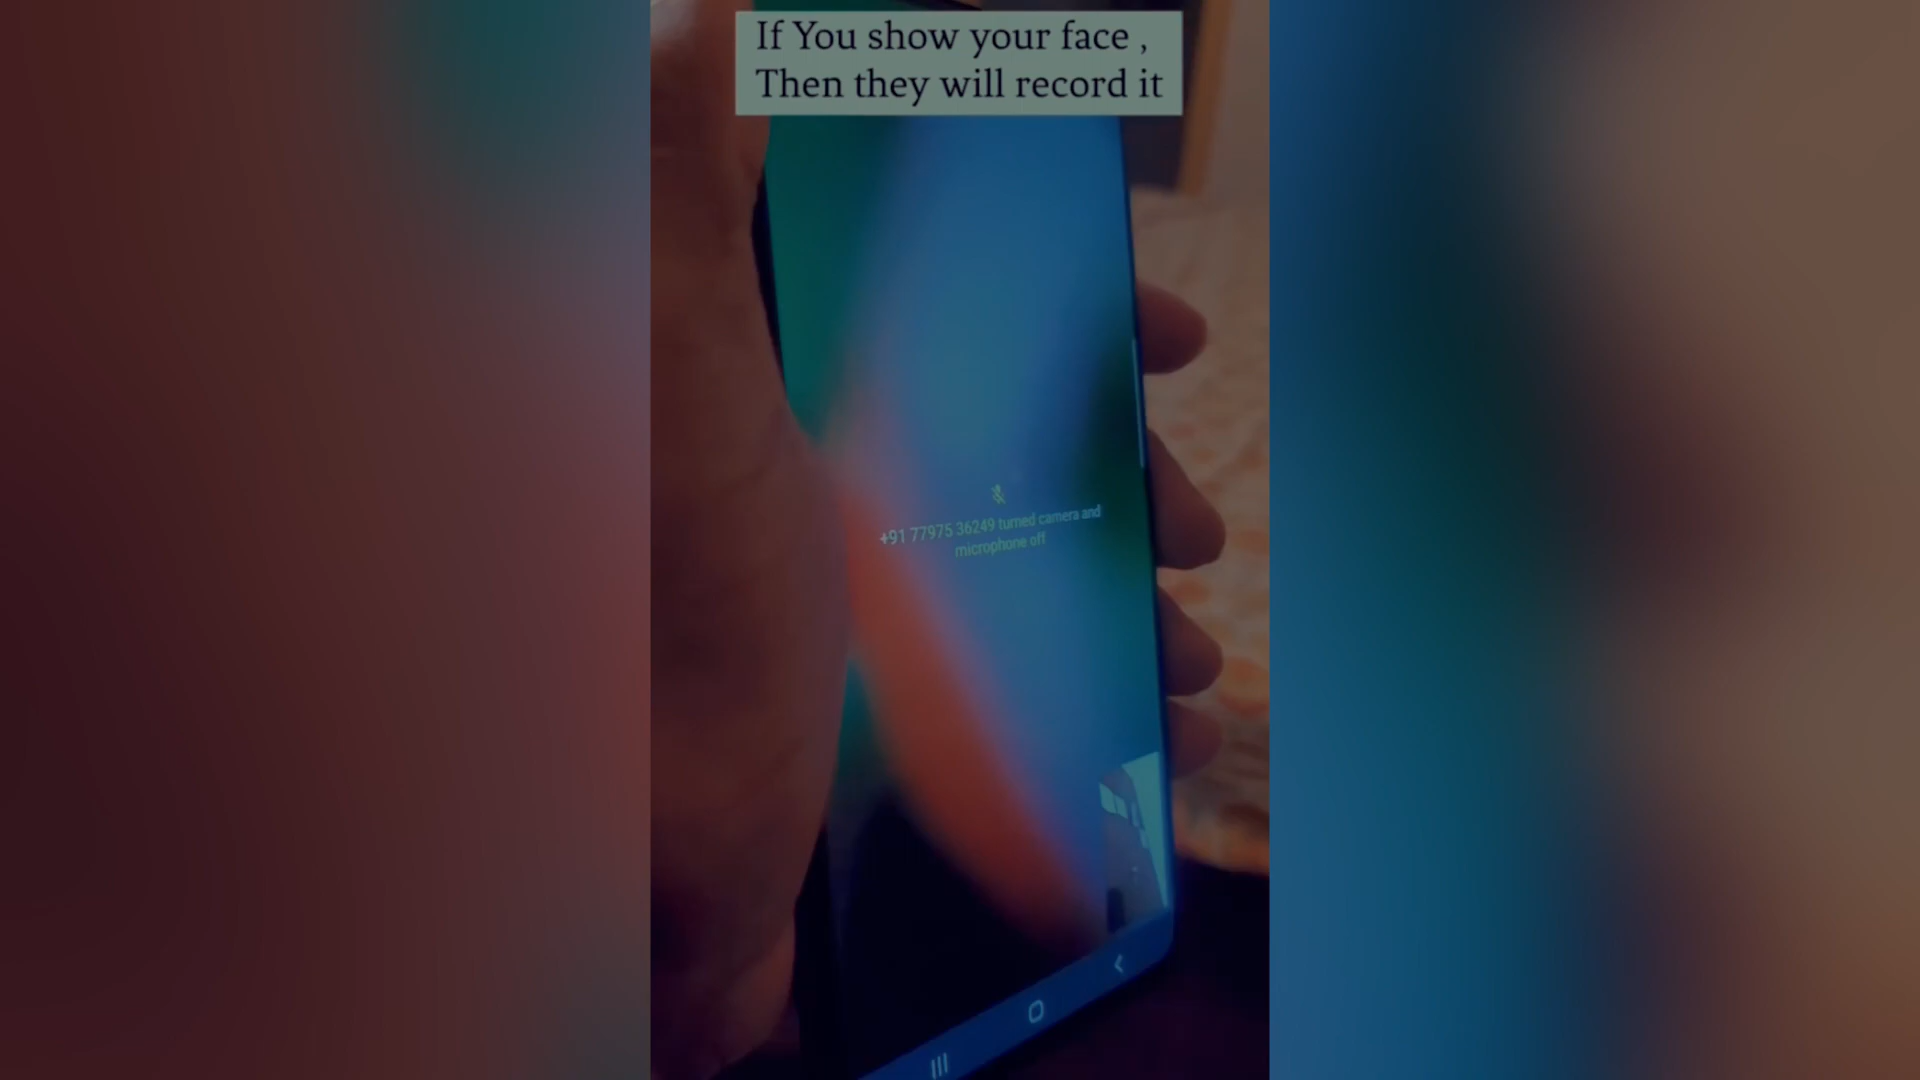 If You show your face ,
Then they will record it
+91 77975 36249 turned camera and
microphone off